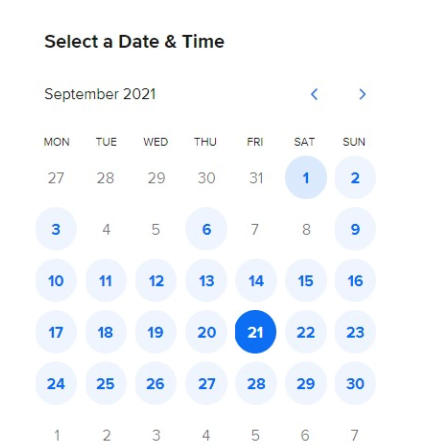 Select a Date & Time
September 2021
MON TUE WED THU FRI SAT SUN
27 28 29 30 31 1 2
3 4 5 6 7 8 9
10 11 12 13 14 15 16
17 18 19 20 21 22 23
24 25 26 27 28 29 30
1 2 3 4 5 6 7